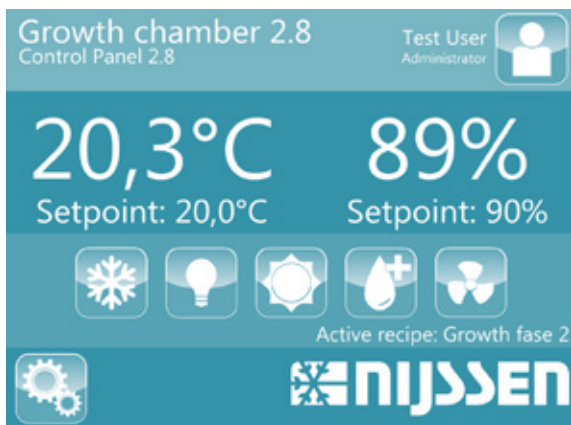 Growth chamber 2.8
Control Panel 2.8
Test User
Administrator
20,3°C
Setpoint: 20,0°C
89%
Setpoint: 90%
Active recipe: Growth fase 2
NIJSSEN